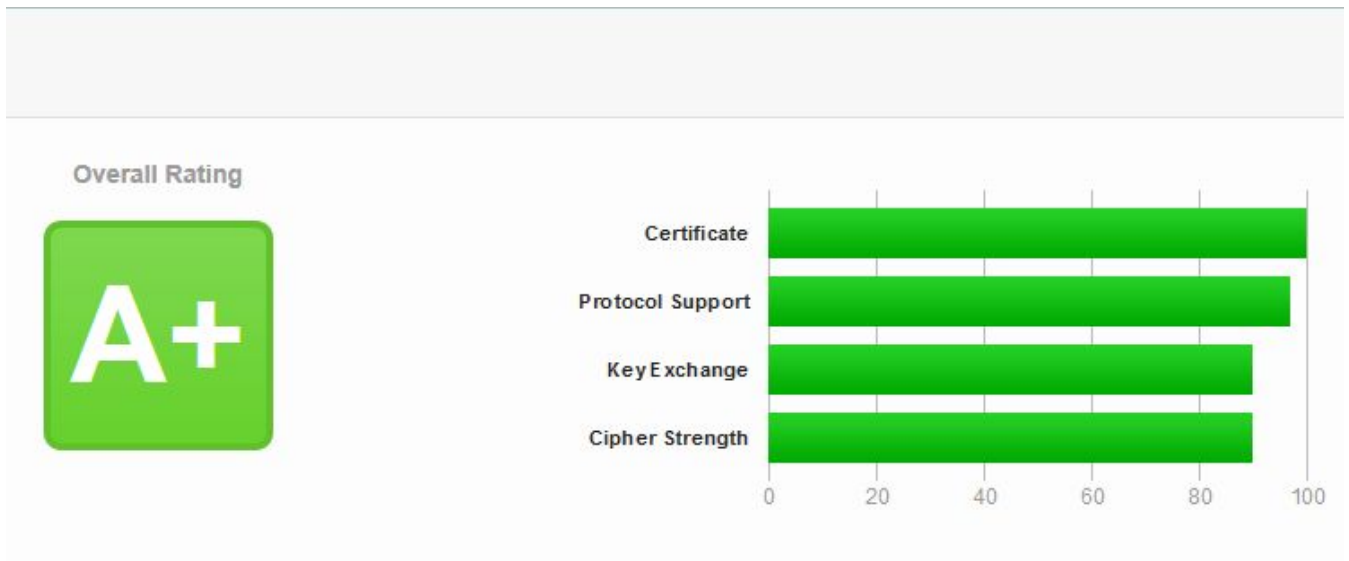 Overall Rating
A+
Certificate
Protocol Support
Key Exchange
Cipher Strength
0 20 40 60 80 100